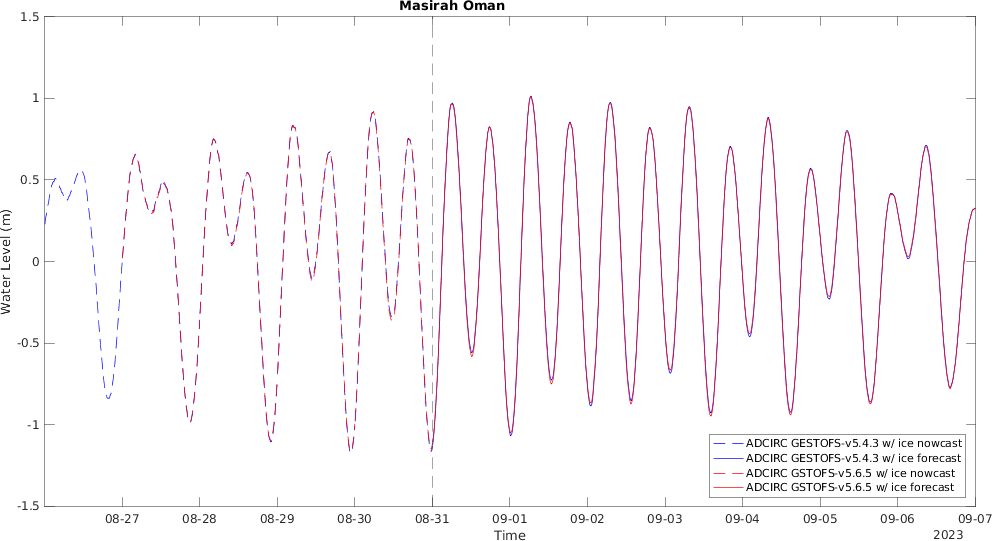 Masirah Oman
1.5
1
0.5
0
-0.5
-1
-1.5
Water Level (m)
ADCIRC GESTOFS-v5.4.3 w/ ice nowcast
ADCIRC GESTOFS-v5.4.3 w/ ice forecast
ADCIRC GSTOFS-v5.6.5 w/ ice nowcast
ADCIRC GSTOFS-v5.6.5 w/ ice forecast
08-27 08-28 08-29 08-30 08-31 09-01 09-02 09-03 09-04 09-05 09-06 09-07
Time
2023